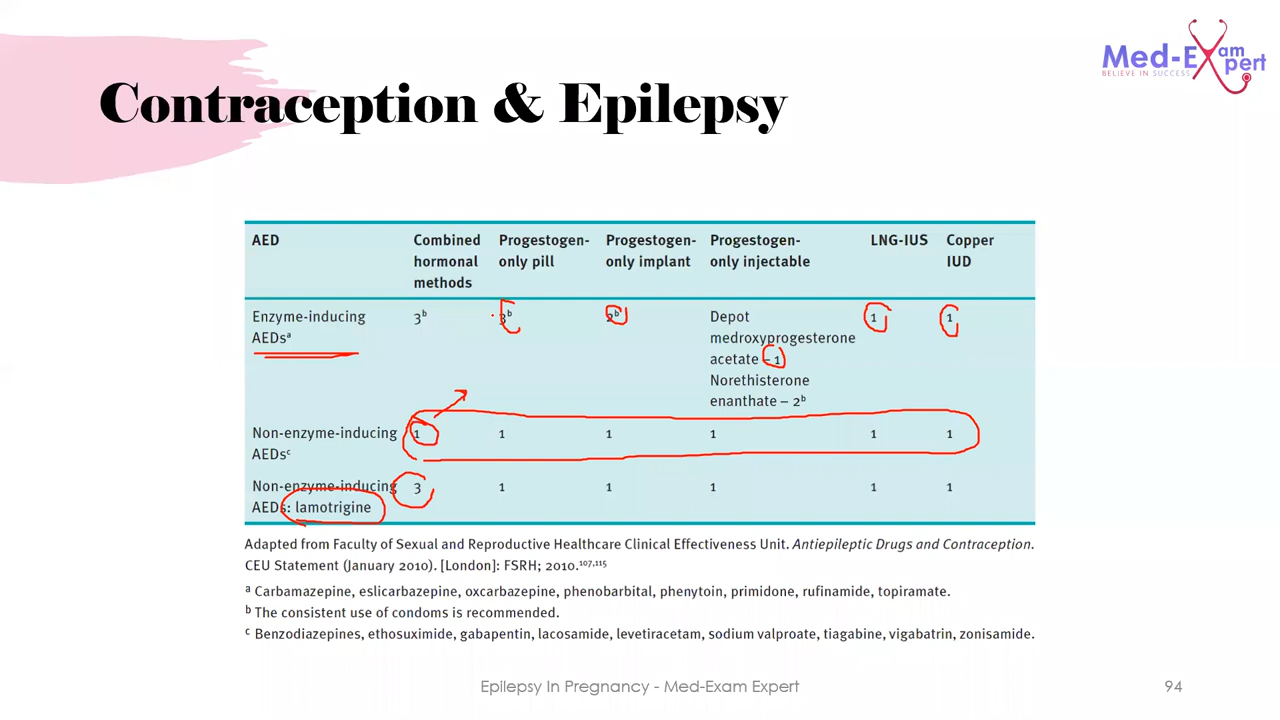 Med-Exam Expert
BELIEVE IN SUCCESS
Contraception & Epilepsy
AED Combined hormonal methods Progestogen-only pill Progestogen-only implant Progestogen-only injectable LNG-IUS Copper IUD
Enzyme-inducing AEDsᵃ 3ᵇ 3ᵇ 2ᵇ Depot medroxyprogesterone acetate – 1 Norethisterone enanthate – 2ᵇ 1 1
Non-enzyme-inducing AEDsᶜ 1 1 1 1 1 1
Non-enzyme-inducing AEDs: lamotrigine 3 1 1 1 1 1
Adapted from Faculty of Sexual and Reproductive Healthcare Clinical Effectiveness Unit. Antiepileptic Drugs and Contraception.
CEU Statement (January 2010). [London]: FSRH; 2010.¹⁰⁷,¹¹⁵
ᵃ Carbamazepine, eslicarbazepine, oxcarbazepine, phenobarbital, phenytoin, primidone, rufinamide, topiramate.
ᵇ The consistent use of condoms is recommended.
ᶜ Benzodiazepines, ethosuximide, gabapentin, lacosamide, levetiracetam, sodium valproate, tiagabine, vigabatrin, zonisamide.
Epilepsy In Pregnancy - Med-Exam Expert
94